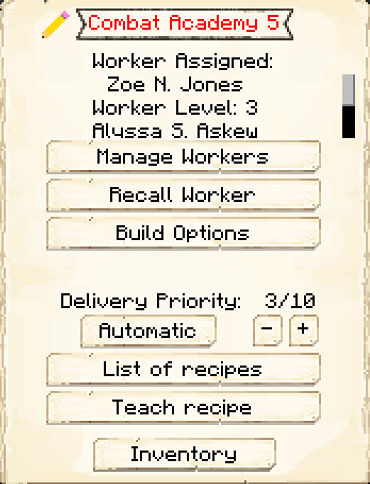 Combat Academy 5
Worker Assigned:
Zoe N. Jones
Worker Level: 3
Alyssa S. Askew
Manage Workers
Recall Worker
Build Options
Delivery Priority: 3/10
Automatic - +
List of recipes
Teach recipe
Inventory